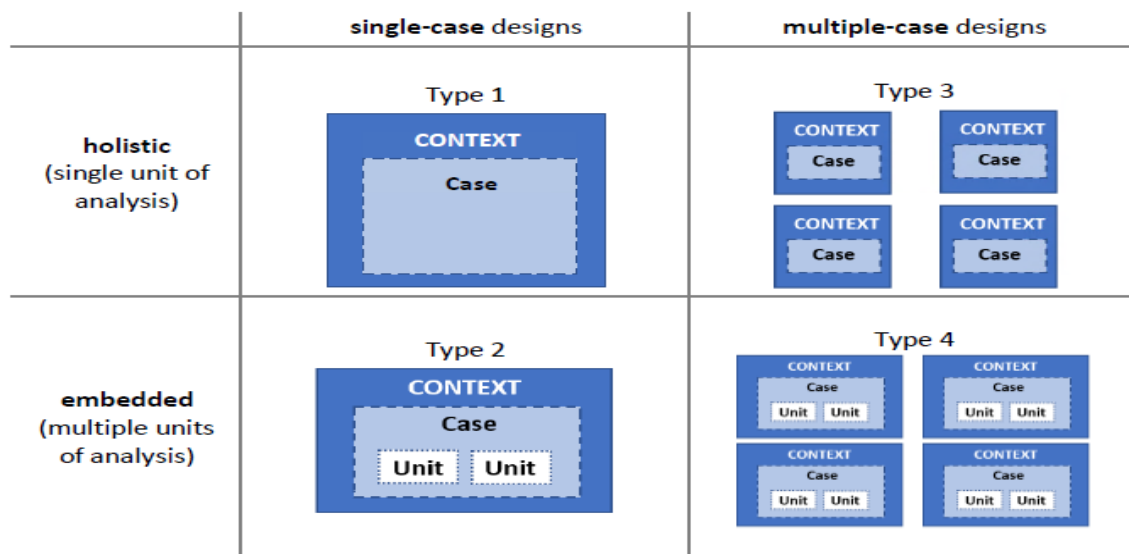 single-case designs
multiple-case designs
holistic
(single unit of
analysis)
Type 1
CONTEXT
Case
Type 3
CONTEXT
Case
CONTEXT
Case
CONTEXT
Case
CONTEXT
Case
embedded
(multiple units
of analysis)
Type 2
CONTEXT
Case
Unit
Unit
Type 4
CONTEXT
Case
Unit
Unit
CONTEXT
Case
Unit
Unit
CONTEXT
Case
Unit
Unit
CONTEXT
Case
Unit
Unit